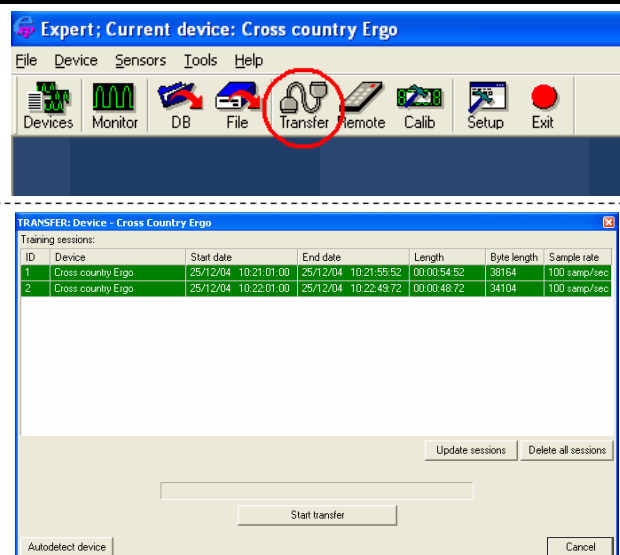 Expert; Current device: Cross country Ergo
File Device Sensors Tools Help
Devices Monitor DB File Transfer Remote Calib Setup Exit
TRANSFER: Device - Cross Country Ergo
Training sessions:
ID Device Start date End date Length Byte length Sample rate
1 Cross country Ergo 25/12/04 10:21:01:00 25/12/04 10:21:55:52 00:00:54:52 38164 100 samp/sec
2 Cross country Ergo 25/12/04 10:22:01:00 25/12/04 10:22:49:72 00:00:48:72 34104 100 samp/sec
Update sessions Delete all sessions
Start transfer
Autodetect device Cancel